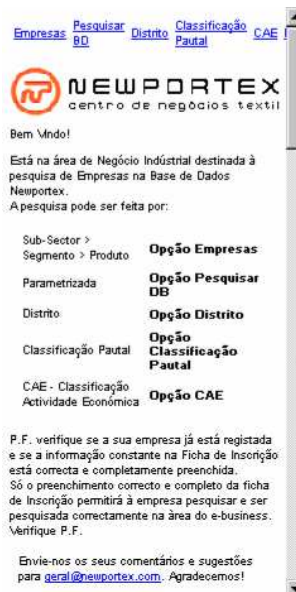 Empresas Pesquisar BD Distrito Classificação Pautal CAE
NEWPORTEX
centro de negócios textil
Bem Vindo!
Está na área de Negócio Indústrial destinada à
pesquisa de Empresas na Base de Dados
Newportex.
A pesquisa pode ser feita por:
Sub-Sector >
Segmento > Produto Opção Empresas
Parametrizada Opção Pesquisar
DB
Distrito Opção Distrito
Classificação Pautal Opção
Classificação
Pautal
CAE - Classificação
Actividade Económica Opção CAE
P.F. verifique se a sua empresa já está registada
e se a informação constante na Ficha de Inscrição
está correcta e completamente preenchida.
Só o preenchimento correcto e completo da ficha
de Inscrição permitirá à empresa pesquisar e ser
pesquisada correctamente na àrea do e-business.
Verifique P.F.
Envie-nos os seus comentários e sugestões
para geral@newportex.com. Agradecemos!